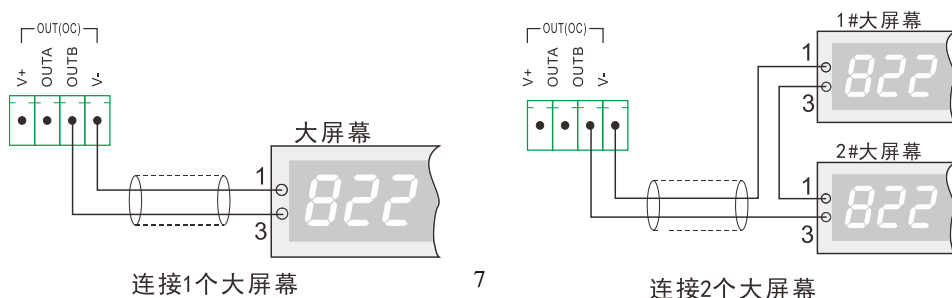 OUT(OC)
V+
OUTA
OUTB
V-
大屏幕
1
3
822
连接1个大屏幕
7
OUT(OC)
V+
OUTA
OUTB
V-
1#大屏幕
1
3
822
2#大屏幕
1
3
822
连接2个大屏幕